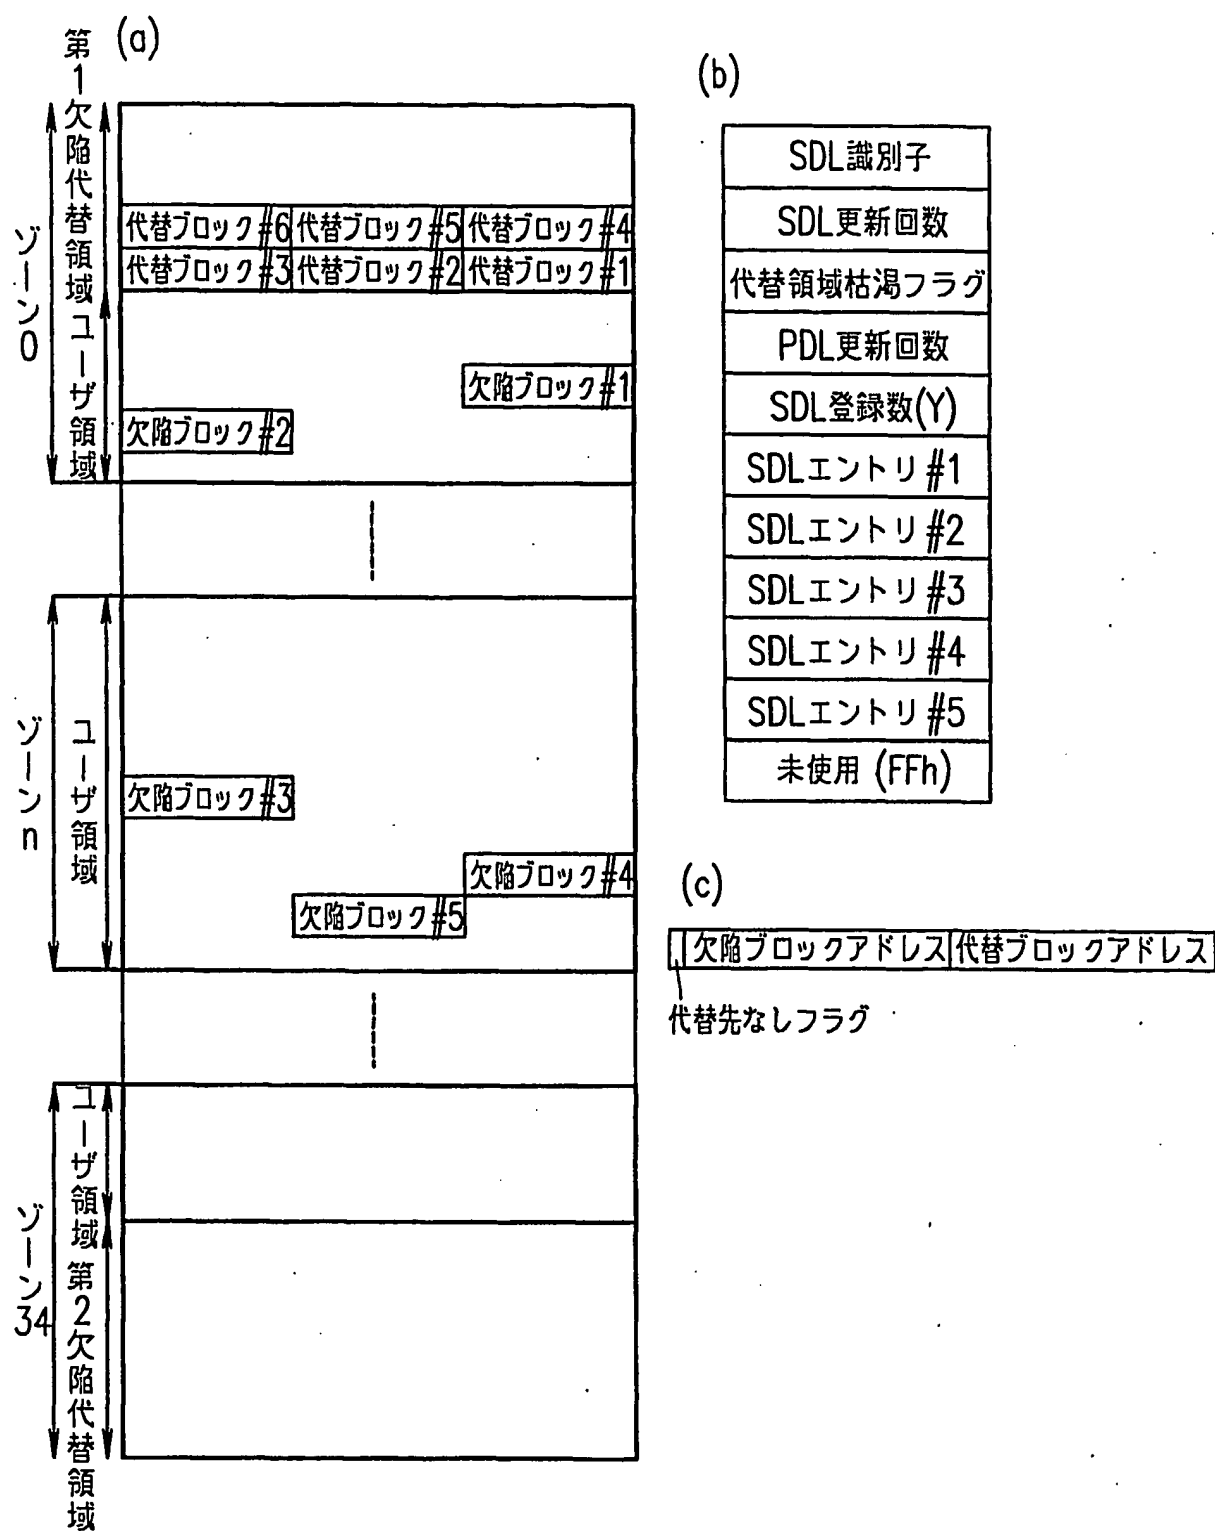 (a)
第1欠陥代替領域
ユーザ領域
ゾーン0
代替ブロック#6
代替ブロック#5
代替ブロック#4
代替ブロック#3
代替ブロック#2
代替ブロック#1
欠陥ブロック#1
欠陥ブロック#2
ゾーンn
ユーザ領域
欠陥ブロック#3
欠陥ブロック#4
欠陥ブロック#5
ゾーン34
ユーザ領域
第2欠陥代替領域
(b)
SDL識別子
SDL更新回数
代替領域枯渇フラグ
PDL更新回数
SDL登録数(Y)
SDLエントリ#1
SDLエントリ#2
SDLエントリ#3
SDLエントリ#4
SDLエントリ#5
未使用(FFh)
(c)
欠陥ブロックアドレス
代替ブロックアドレス
代替先なしフラグ